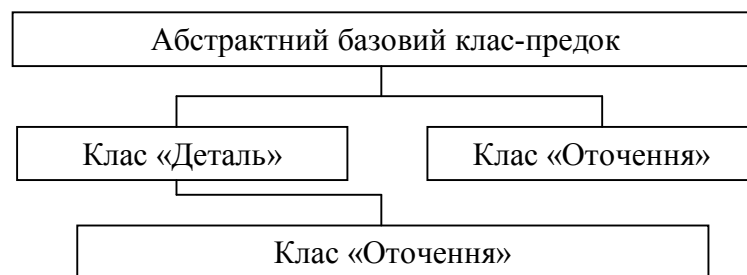 Абстрактний базовий клас-предок
Клас «Деталь»
Клас «Оточення»
Клас «Оточення»